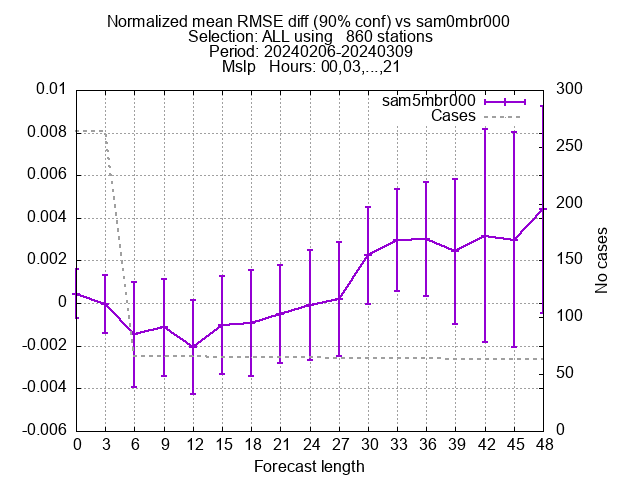 Normalized mean RMSE diff (90% conf) vs sam0mbr000
Selection: ALL using   860 stations
Period: 20240206-20240309
Mslp   Hours: 00,03,...,21
sam5mbr000
Cases
0.01
0.008
0.006
0.004
0.002
0
-0.002
-0.004
-0.006
300
250
200
150
100
50
0
No cases
0 3 6 9 12 15 18 21 24 27 30 33 36 39 42 45 48
Forecast length